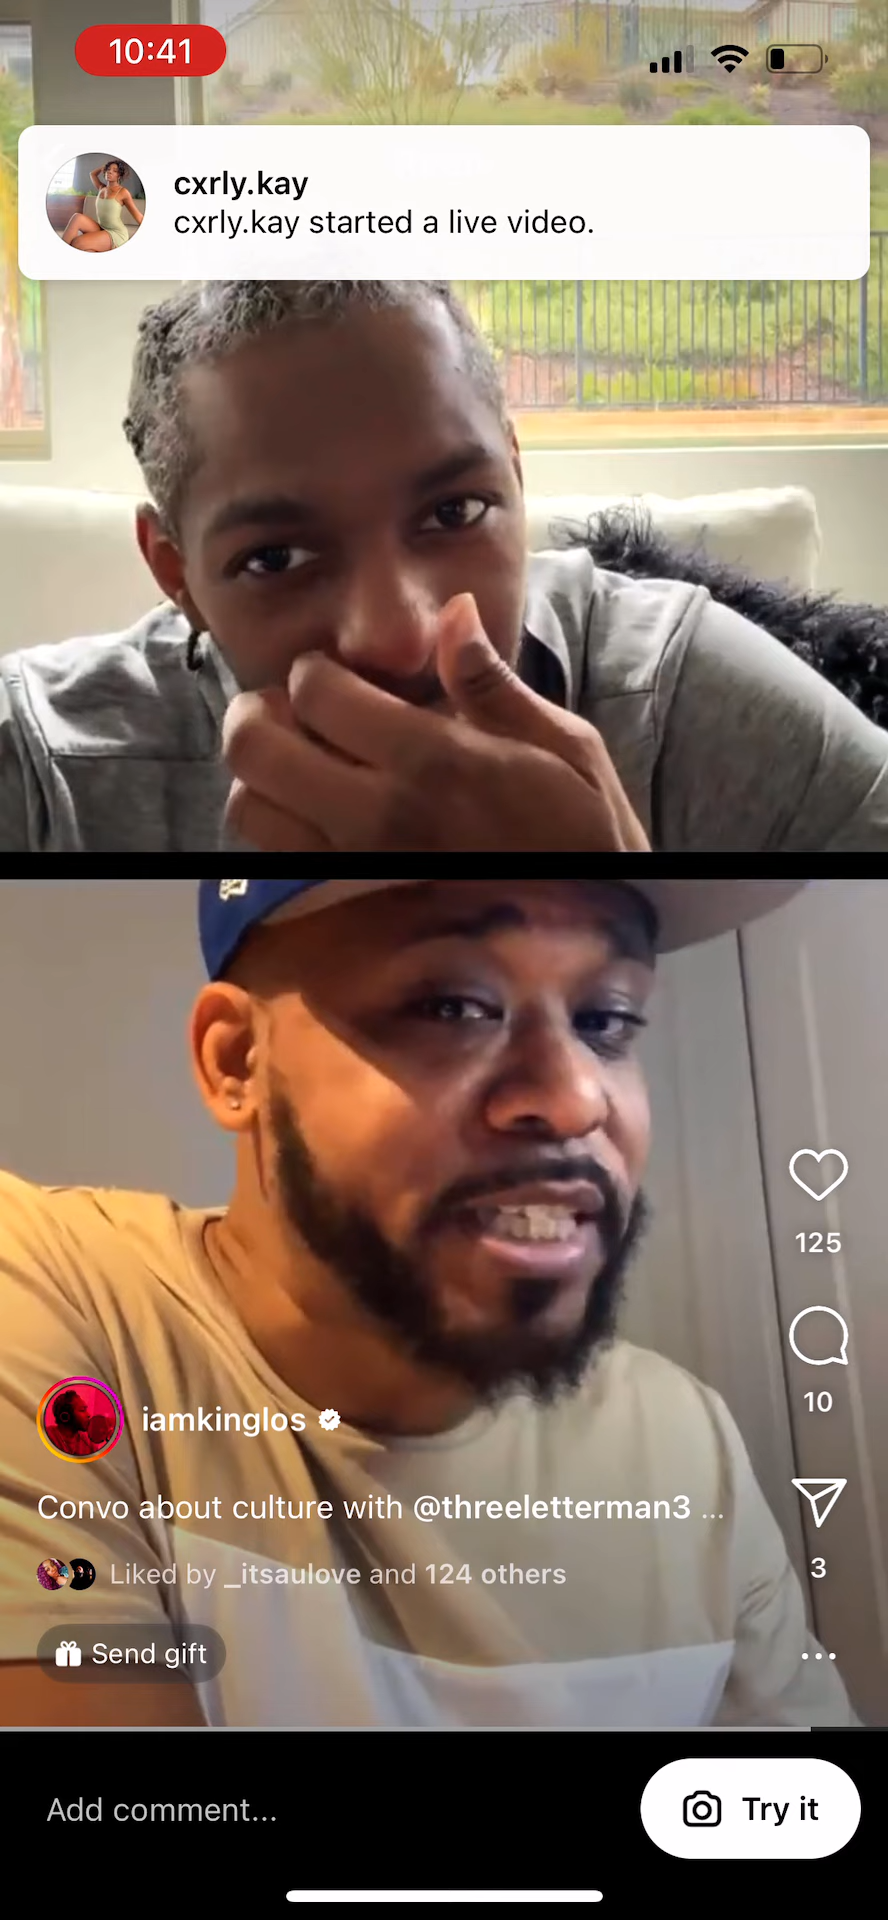 10:41
cxrly.kay
cxrly.kay started a live video.
125
10
iamkinglos
Convo about culture with @threeletterman3 ...
3
Liked by _itsaulove and 124 others
Send gift
Add comment...
Try it